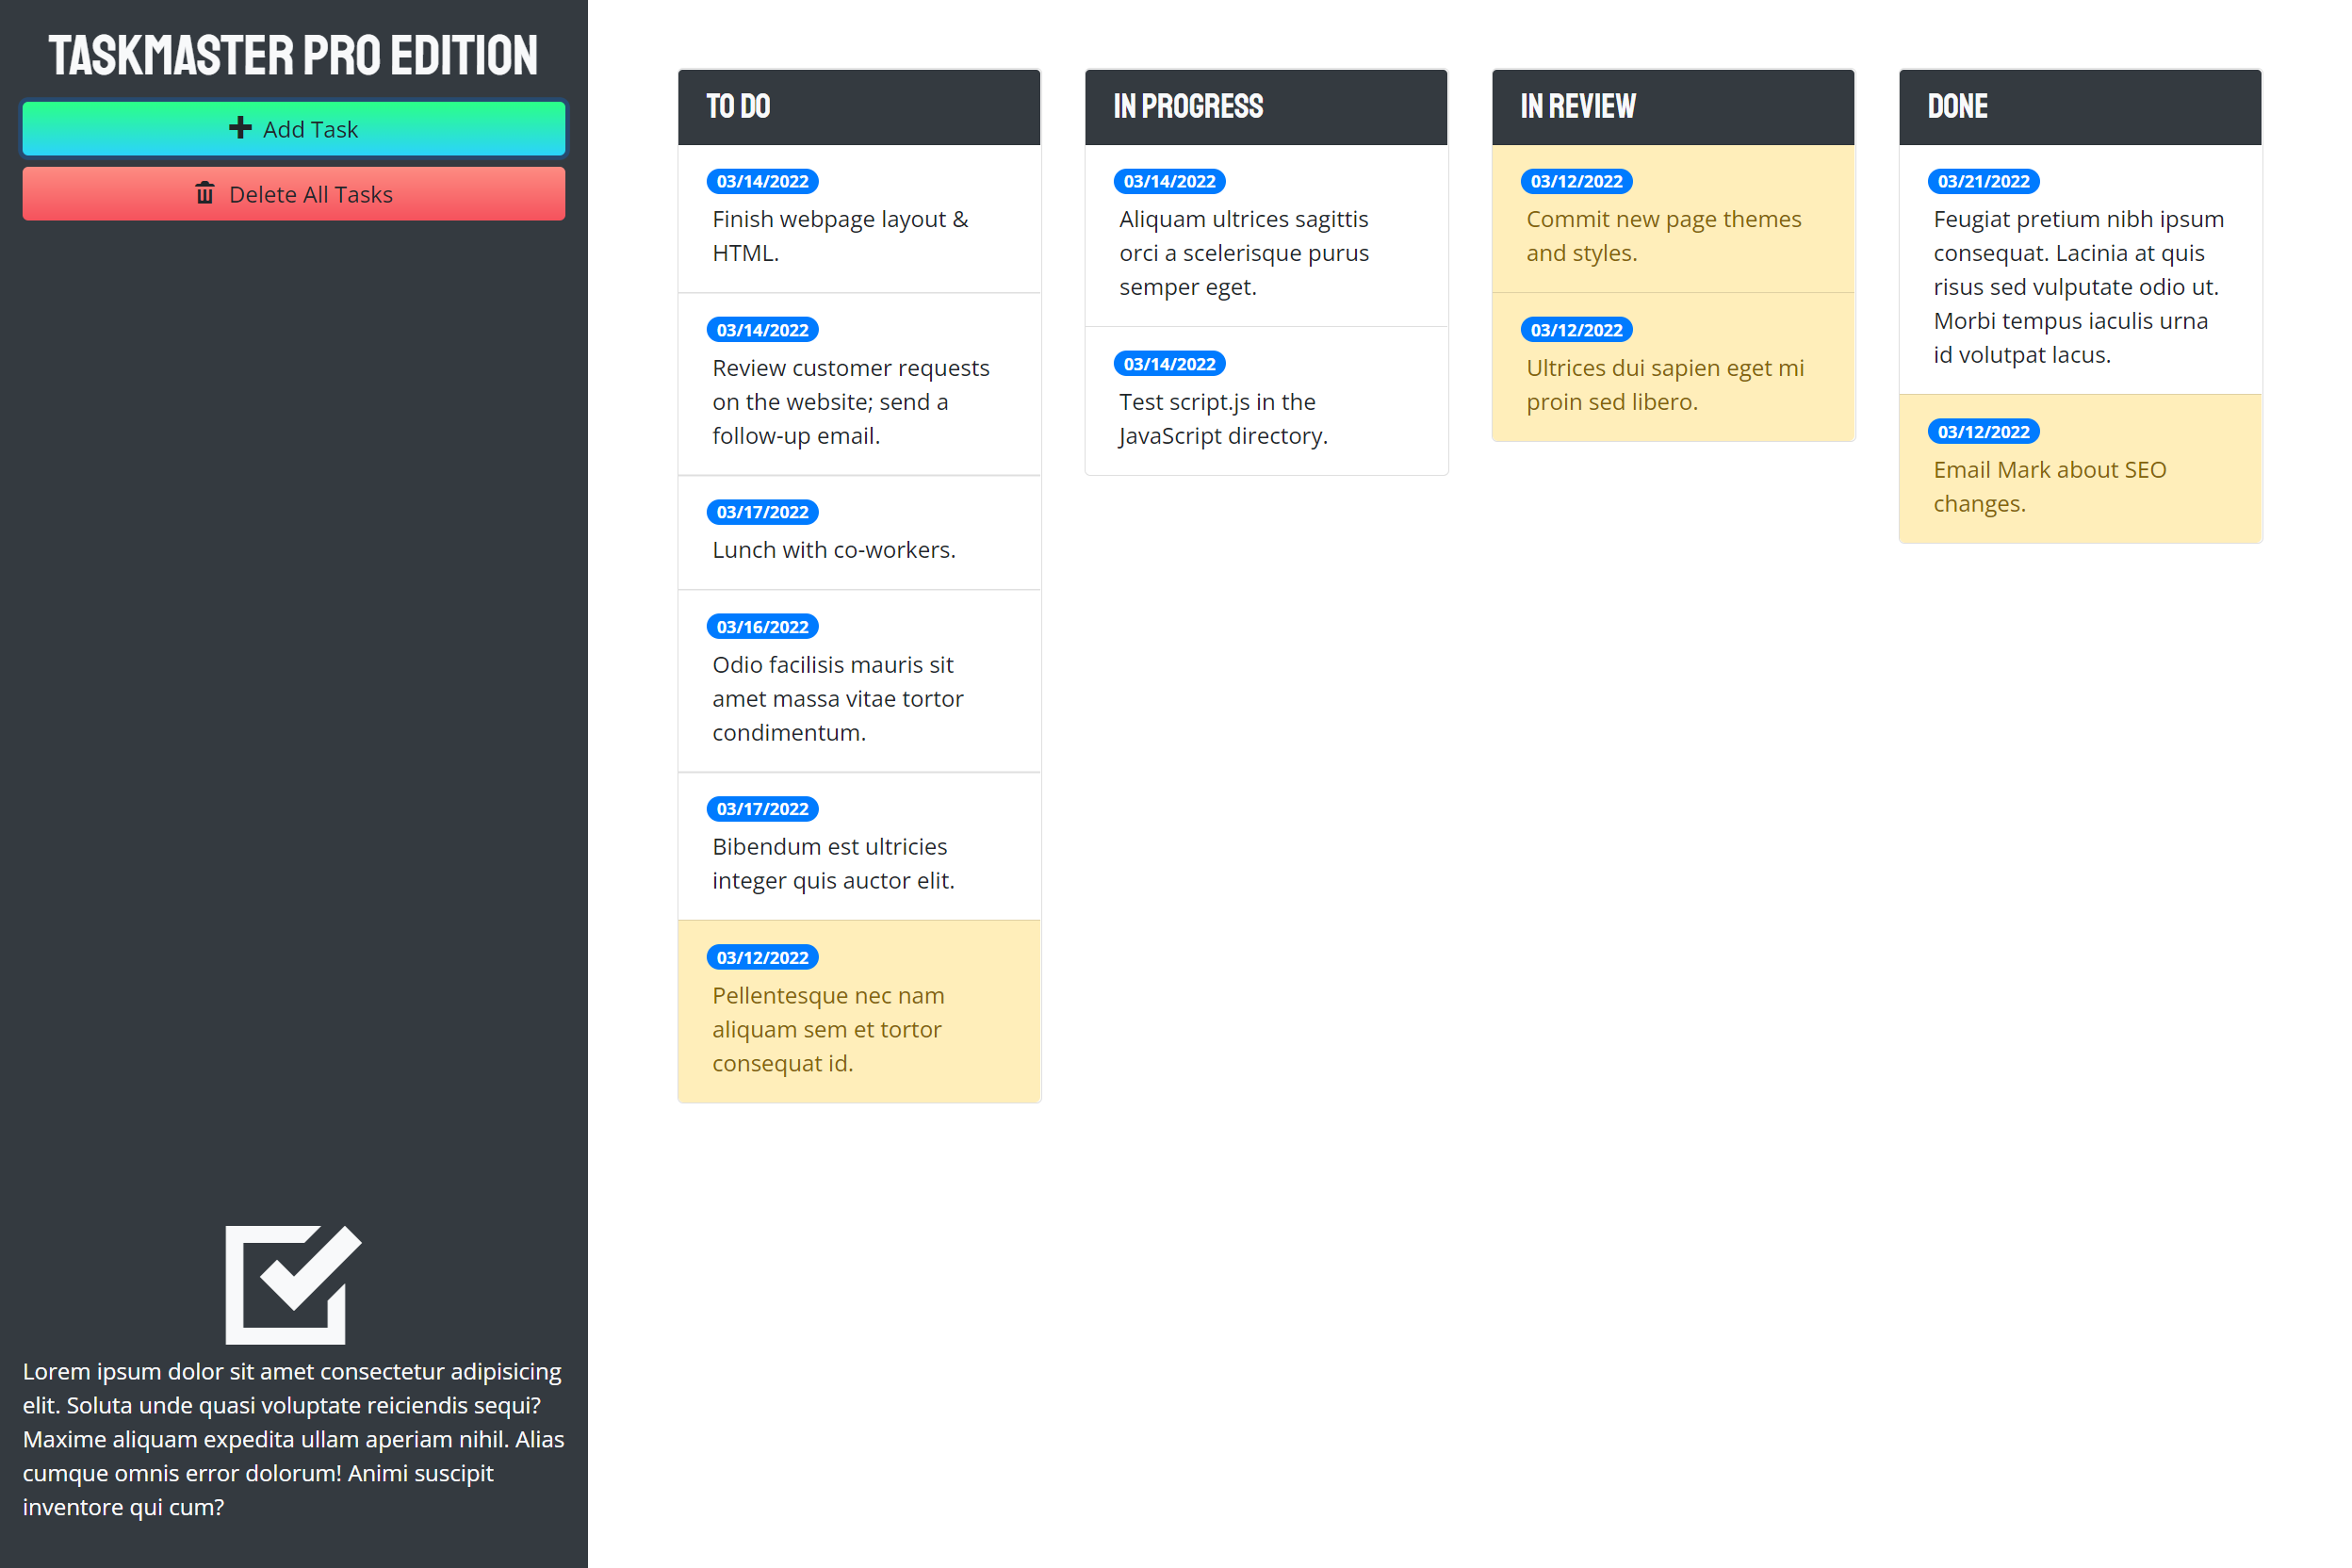 TASKMASTER PRO EDITION
Add Task
Delete All Tasks
Lorem ipsum dolor sit amet consectetur adipisicing
elit. Soluta unde quasi voluptate reiciendis sequi?
Maxime aliquam expedita ullam aperiam nihil. Alias
cumque omnis error dolorum! Animi suscipit
inventore qui cum?
TO DO
03/14/2022
Finish webpage layout &
HTML.
03/14/2022
Review customer requests
on the website; send a
follow-up email.
03/17/2022
Lunch with co-workers.
03/16/2022
Odio facilisis mauris sit
amet massa vitae tortor
condimentum.
03/17/2022
Bibendum est ultricies
integer quis auctor elit.
03/12/2022
Pellentesque nec nam
aliquam sem et tortor
consequat id.
IN PROGRESS
03/14/2022
Aliquam ultrices sagittis
orci a scelerisque purus
semper eget.
03/14/2022
Test script.js in the
JavaScript directory.
IN REVIEW
03/12/2022
Commit new page themes
and styles.
03/12/2022
Ultrices dui sapien eget mi
proin sed libero.
DONE
03/21/2022
Feugiat pretium nibh ipsum
consequat. Lacinia at quis
risus sed vulputate odio ut.
Morbi tempus iaculis urna
id volutpat lacus.
03/12/2022
Email Mark about SEO
changes.